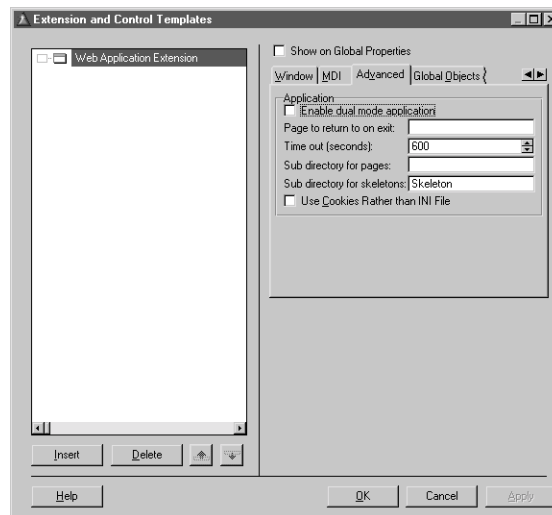 Extension and Control Templates
Web Application Extension
Show on Global Properties
Window MDI Advanced Global Objects
Application
Enable dual mode application
Page to return to on exit:
Time out (seconds): 600
Sub directory for pages:
Sub directory for skeletons: Skeleton
Use Cookies Rather than INI File
Insert Delete
Help OK Cancel Apply